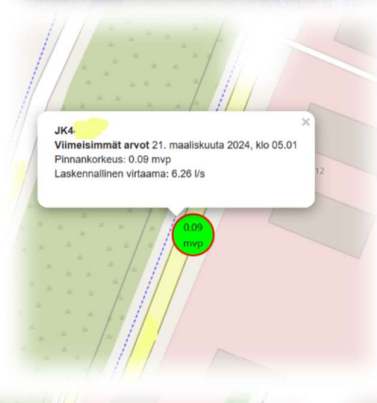 JK4
×
Viimeisimmät arvot 21. maaliskuuta 2024, klo 05.01
Pinnankorkeus: 0.09 mvp
Laskennallinen virtaama: 6.26 l/s
12
0.09
mvp